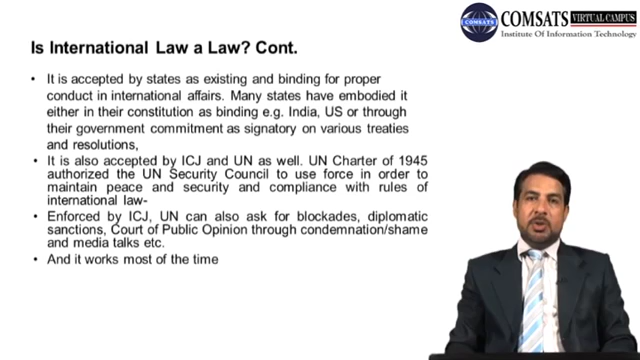 COMSATS VIRTUAL CAMPUS
Institute Of Information Technology
COMSATS
Is International Law a Law? Cont.
• It is accepted by states as existing and binding for proper
conduct in international affairs. Many states have embodied it
either in their constitution as binding e.g. India, US or through
their government commitment as signatory on various treaties
and resolutions,
• It is also accepted by ICJ and UN as well. UN Charter of 1945
authorized the UN Security Council to use force in order to
maintain peace and security and compliance with rules of
international law-
• Enforced by ICJ, UN can also ask for blockades, diplomatic
sanctions, Court of Public Opinion through condemnation/shame
and media talks etc.
• And it works most of the time